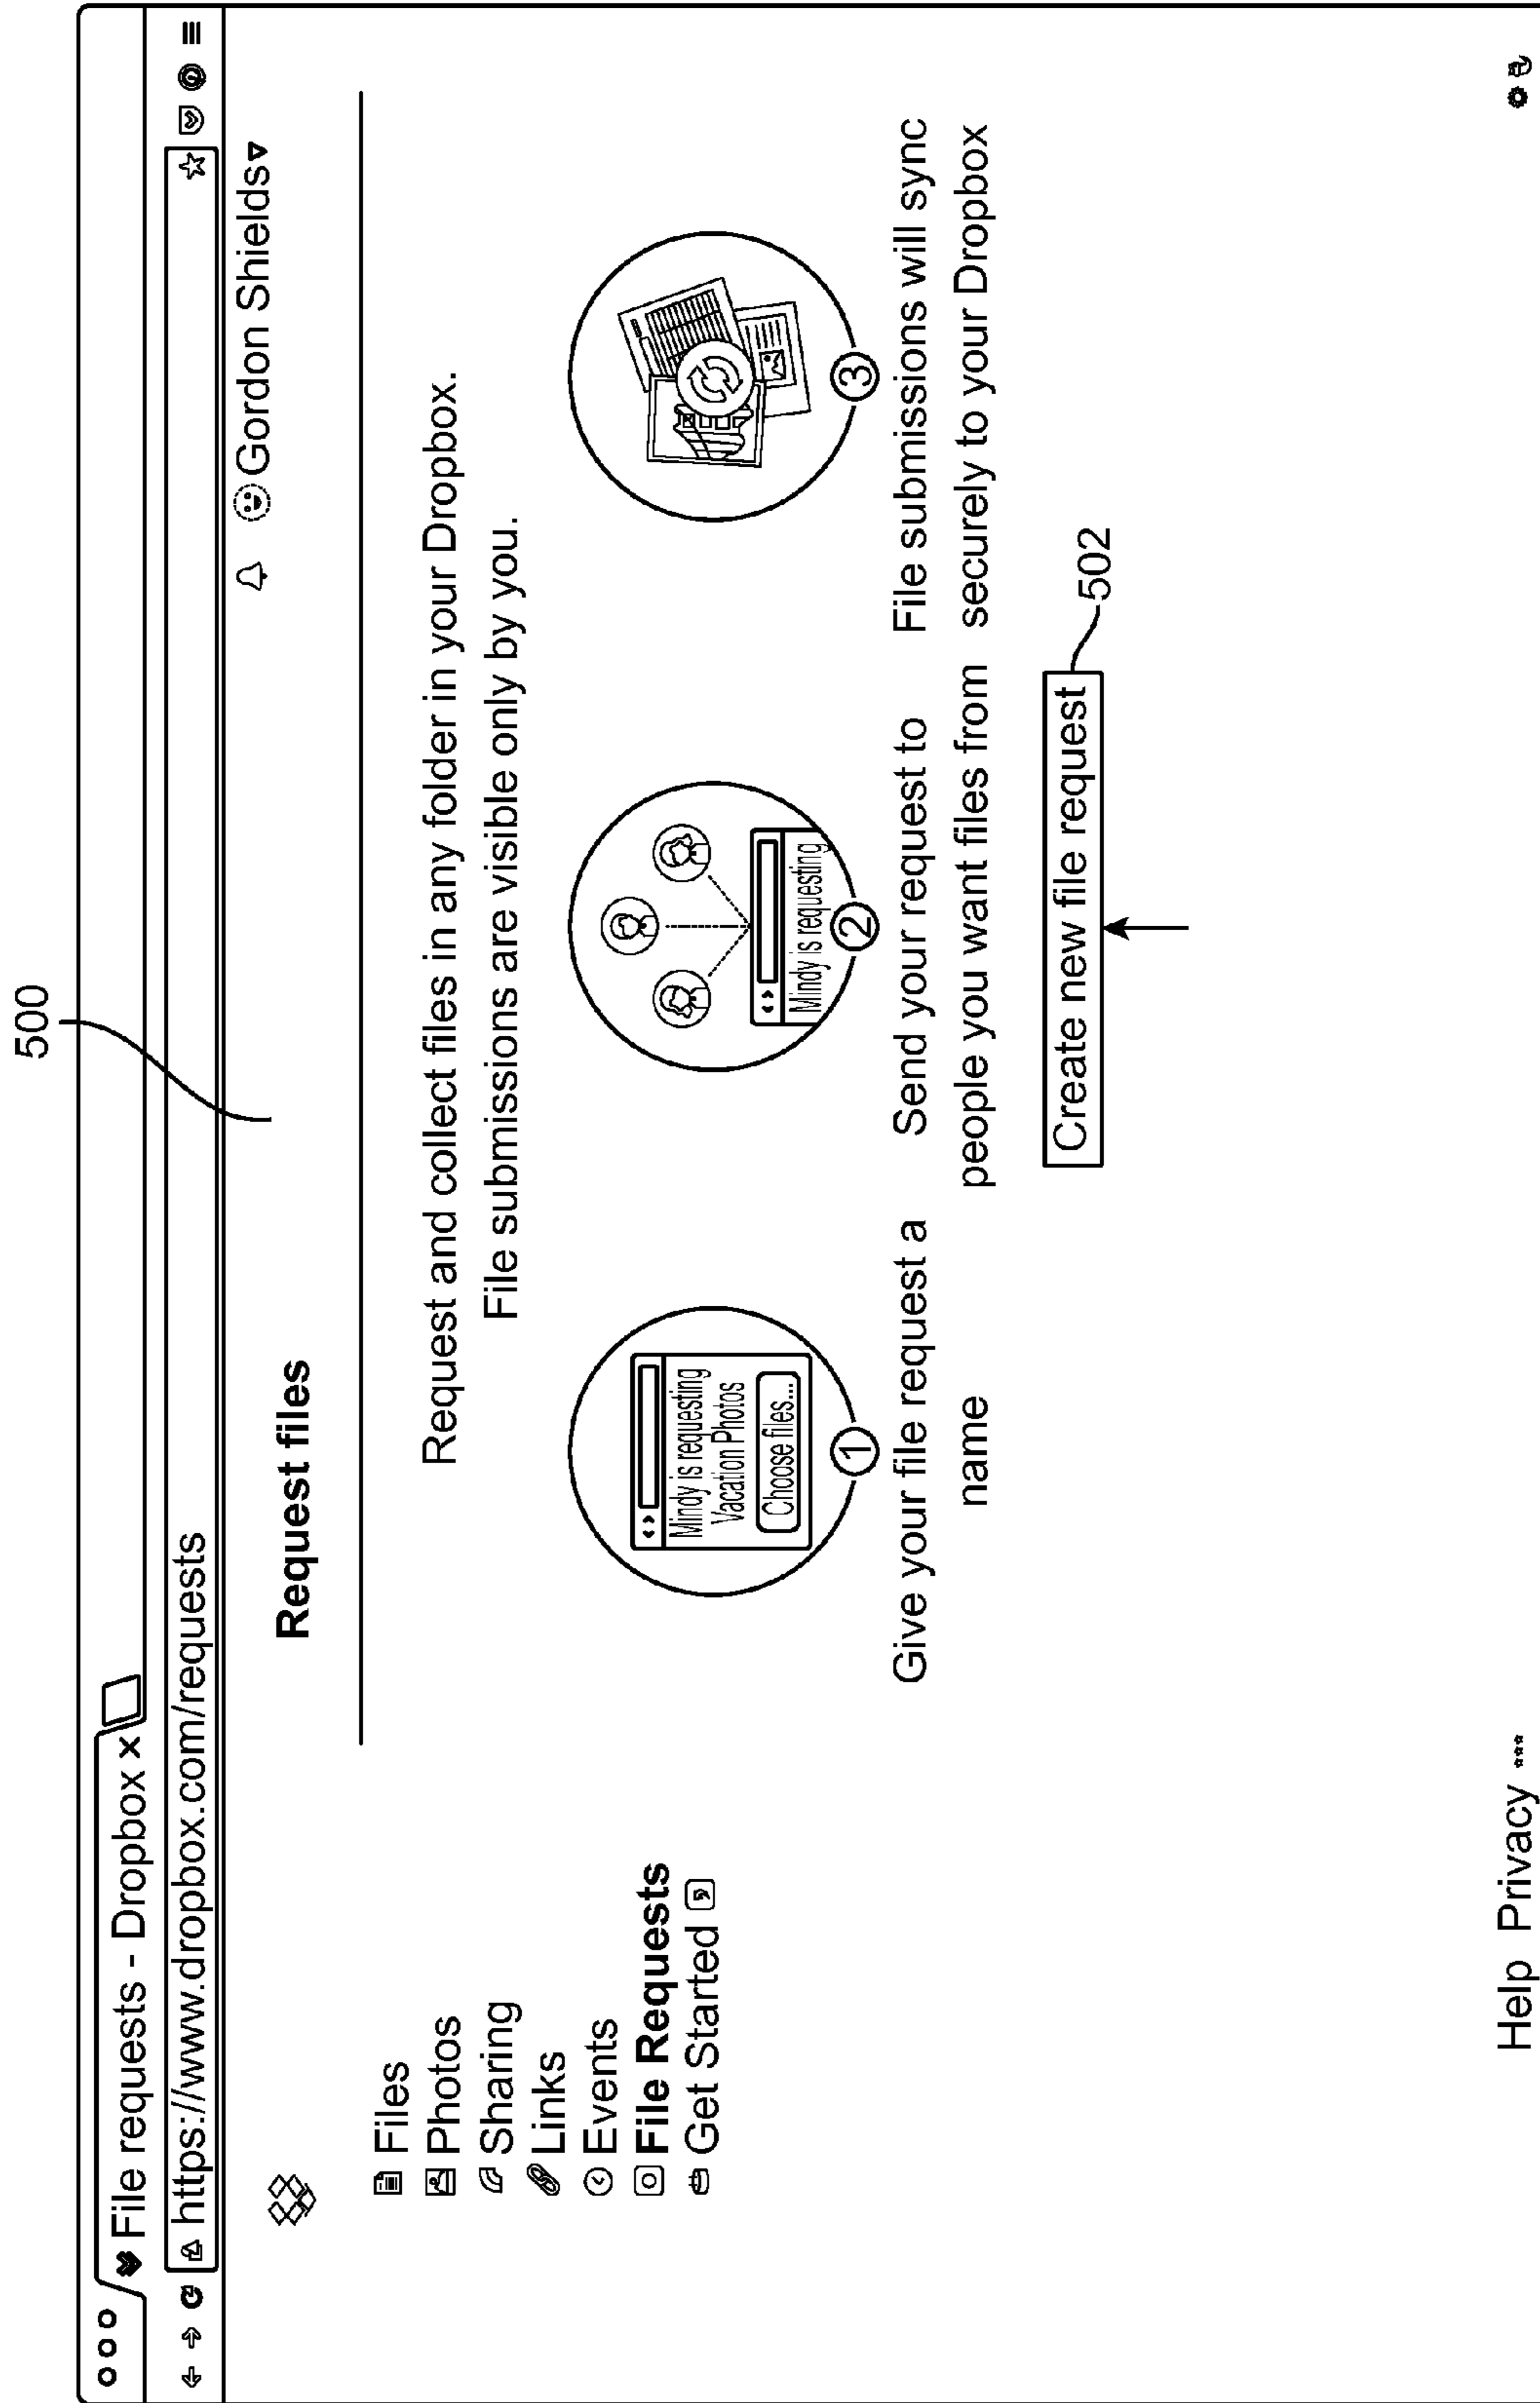 500
File requests - Dropbox x
https://www.dropbox.com/requests
Gordon Shields
Request files
Files
Photos
Sharing
Links
Events
File Requests
Get Started
Request and collect files in any folder in your Dropbox.
File submissions are visible only by you.
Mindy is requesting
Vacation Photos
Choose files...
1
Give your file request a
name
Mindy is requesting
2
Send your request to
people you want files from
3
File submissions will sync
securely to your Dropbox
Create new file request
502
Help Privacy